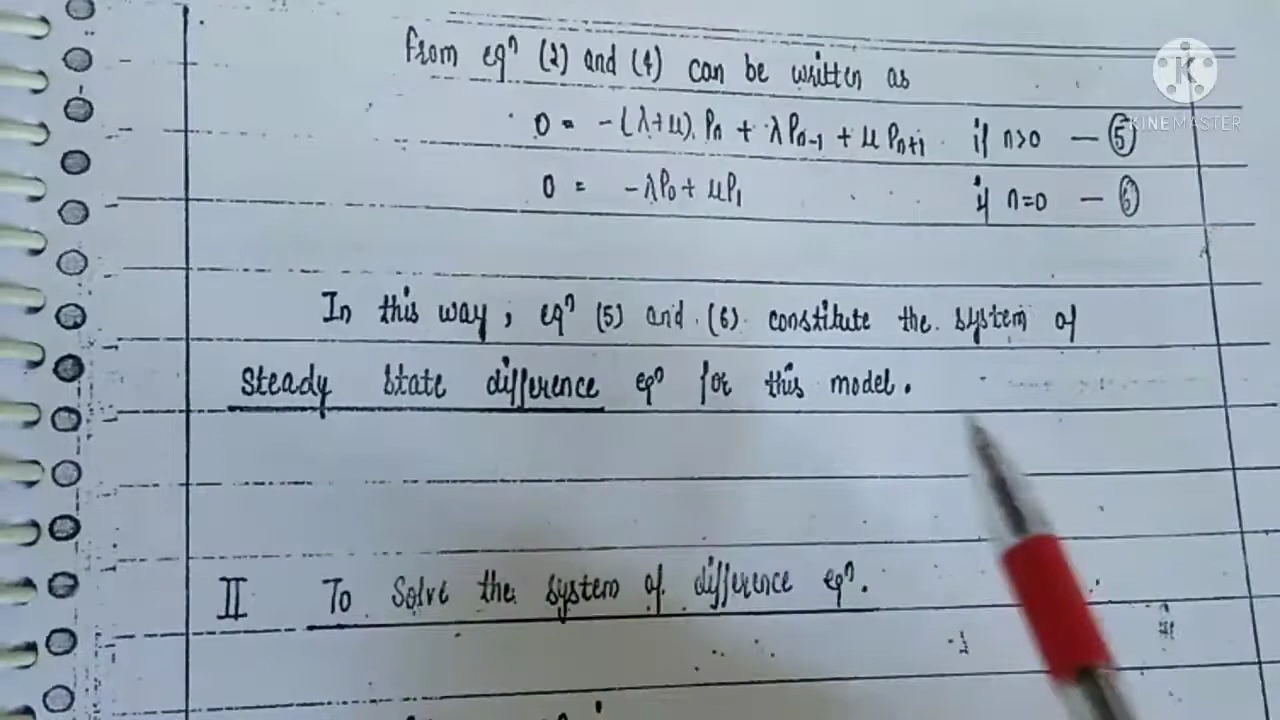 from eqⁿ (2) and (4) can be written as
0 = -(λ+μ). Pn + λPn-1 + μ Pn+1 if n>0 — ⑤
KINEMASTER
0 = -λP0 + μP1 if n=0 — ⑥
In this way, eqⁿ (5) and (6) constitute the system of
steady state difference eqⁿ for this model.
II To Solve the system of difference eqⁿ.